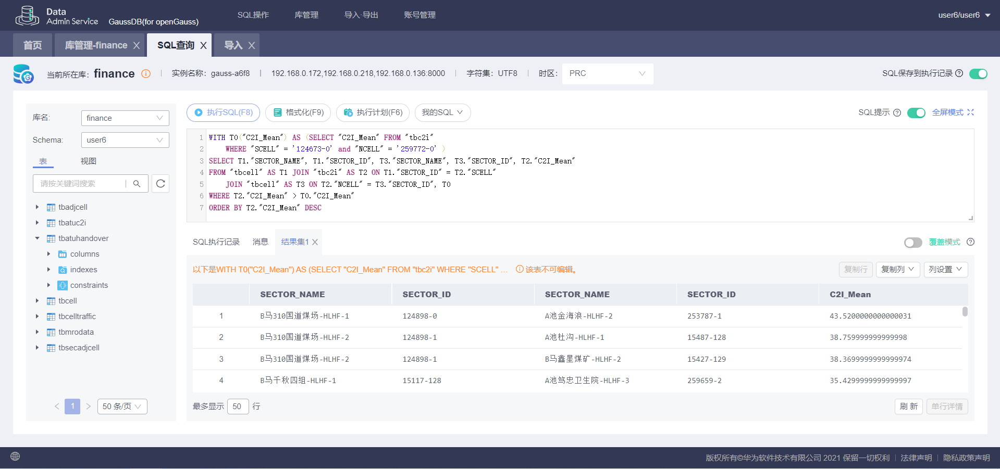 Data
Admin Service
GaussDB(for openGauss)
SQL操作
库管理
导入·导出
账号管理
user6/user6
首页
库管理-finance
SQL查询
导入
当前所在库: finance
实例名称: gauss-a6f8
192.168.0.172,192.168.0.218,192.168.0.136:8000
字符集: UTF8
时区: PRC
SQL保存到执行记录
库名: finance
Schema: user6
表 视图
请按关键词搜索
tbadjcell
tbatuc2i
tbatuhandover
columns
indexes
constraints
tbcell
tbcelltraffic
tbmrodata
tbsecadjcell
1
50 条/页
执行SQL(F8)
格式化(F9)
执行计划(F6)
我的SQL
SQL提示
全屏模式
1 WITH T0("C2I_Mean") AS (SELECT "C2I_Mean" FROM "tbc2i"
2 WHERE "SCELL" = '124673-0' and "NCELL" = '259772-0' )
3 SELECT T1."SECTOR_NAME", T1."SECTOR_ID", T3."SECTOR_NAME", T3."SECTOR_ID", T2."C2I_Mean"
4 FROM "tbcell" AS T1 JOIN "tbc2i" AS T2 ON T1."SECTOR_ID" = T2."SCELL"
5 JOIN "tbcell" AS T3 ON T2."NCELL" = T3."SECTOR_ID", T0
6 WHERE T2."C2I_Mean" > T0."C2I_Mean"
7 ORDER BY T2."C2I_Mean" DESC
SQL执行记录
消息
结果集1
覆盖模式
以下是WITH T0("C2I_Mean") AS (SELECT "C2I_Mean" FROM "tbc2i" WHERE "SCELL" ... 该表不可编辑。
复制行
复制列
列设置
SECTOR_NAME SECTOR_ID SECTOR_NAME SECTOR_ID C2I_Mean
1 B马310国道煤场-HLHF-1 124898-0 A池金海浪-HLHF-2 253787-1 43.5200000000000031
2 B马310国道煤场-HLHF-2 124898-1 A池杜沟-HLHF-1 15487-128 38.759999999999998
3 B马310国道煤场-HLHF-2 124898-1 B马鑫星煤矿-HLHF-2 15427-129 38.3699999999999974
4 B马千秋四组-HLHF-1 15117-128 A池笃忠卫生院-HLHF-3 259659-2 35.4299999999999997
最多显示 50 行
刷 新
单行详情
版权所有©华为软件技术有限公司 2021 保留一切权利
法律声明
隐私政策声明